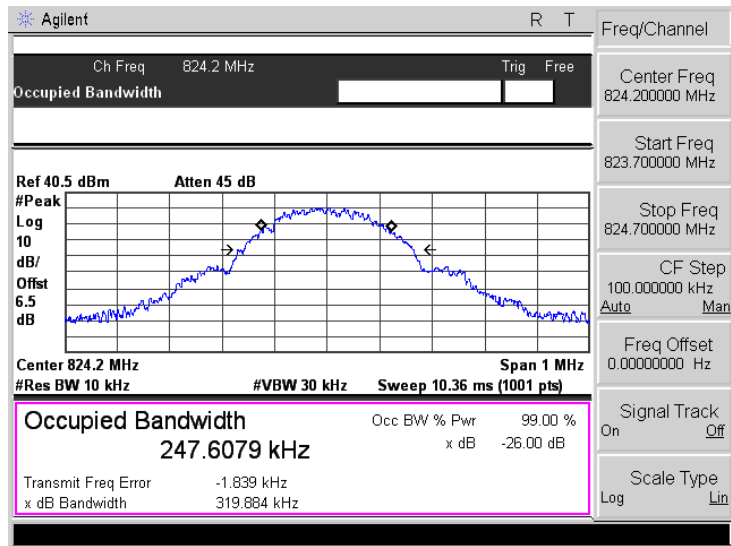 Agilent R T
Freq/Channel
Ch Freq 824.2 MHz Trig Free
Occupied Bandwidth
Center Freq
824.200000 MHz
Start Freq
823.700000 MHz
Stop Freq
824.700000 MHz
CF Step
100.000000 kHz
Auto Man
Freq Offset
0.00000000 Hz
Signal Track
On Off
Scale Type
Log Lin
Ref 40.5 dBm Atten 45 dB
#Peak
Log
10
dB/
Offst
6.5
dB
Center 824.2 MHz Span 1 MHz
#Res BW 10 kHz #VBW 30 kHz Sweep 10.36 ms (1001 pts)
Occupied Bandwidth Occ BW % Pwr 99.00 %
247.6079 kHz x dB -26.00 dB
Transmit Freq Error -1.839 kHz
x dB Bandwidth 319.884 kHz